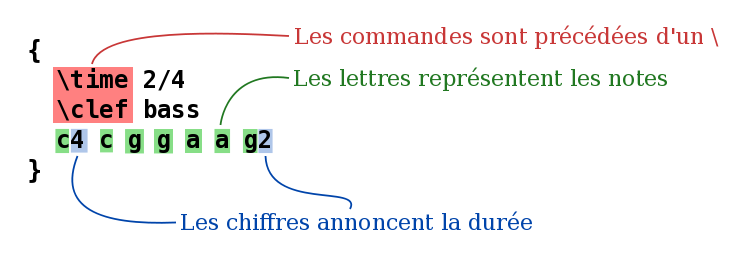 Les commandes sont précédées d'un \
{
\time 2/4
Les lettres représentent les notes
\clef bass
c4 c g g a a g2
}
Les chiffres annoncent la durée